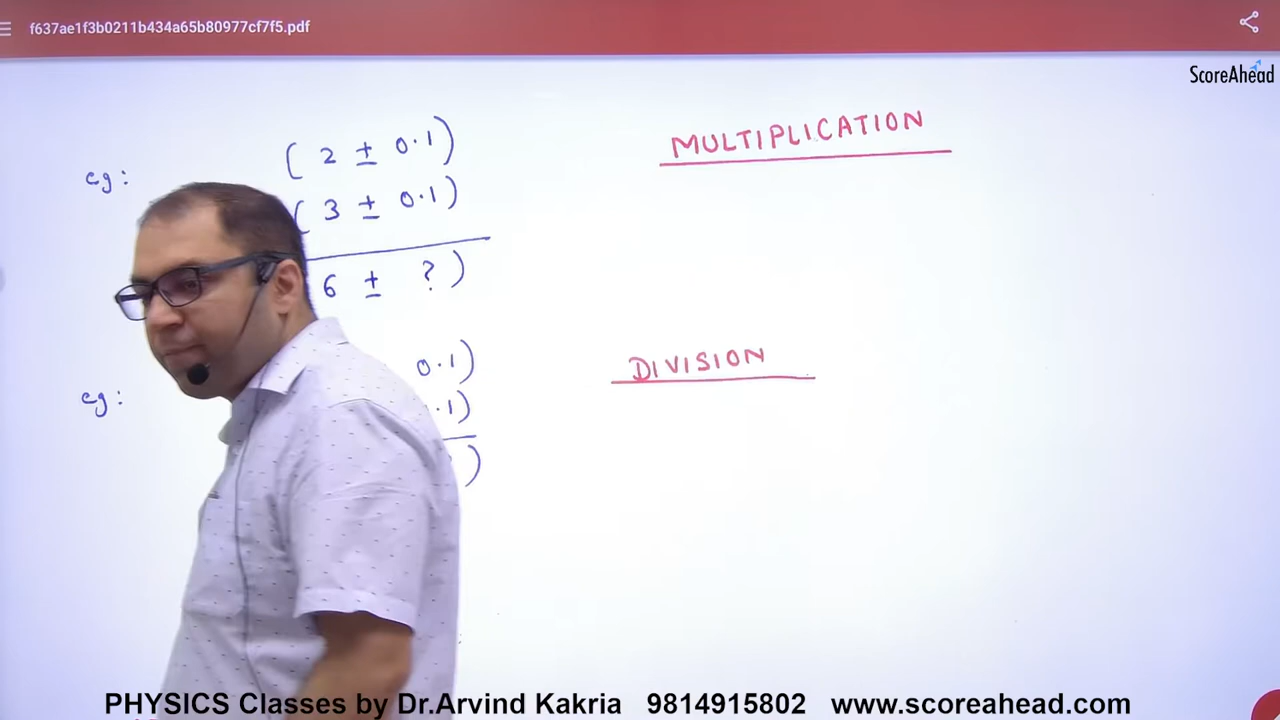 f637ae1f3b0211b434a65b80977cf7f5.pdf
ScoreAhead
eg:
( 2 ± 0.1)
( 3 ± 0.1)
6 ± ? )
MULTIPLICATION
eg:
0.1)
.1)
)
DIVISION
PHYSICS Classes by Dr.Arvind Kakria 9814915802 www.scoreahead.com